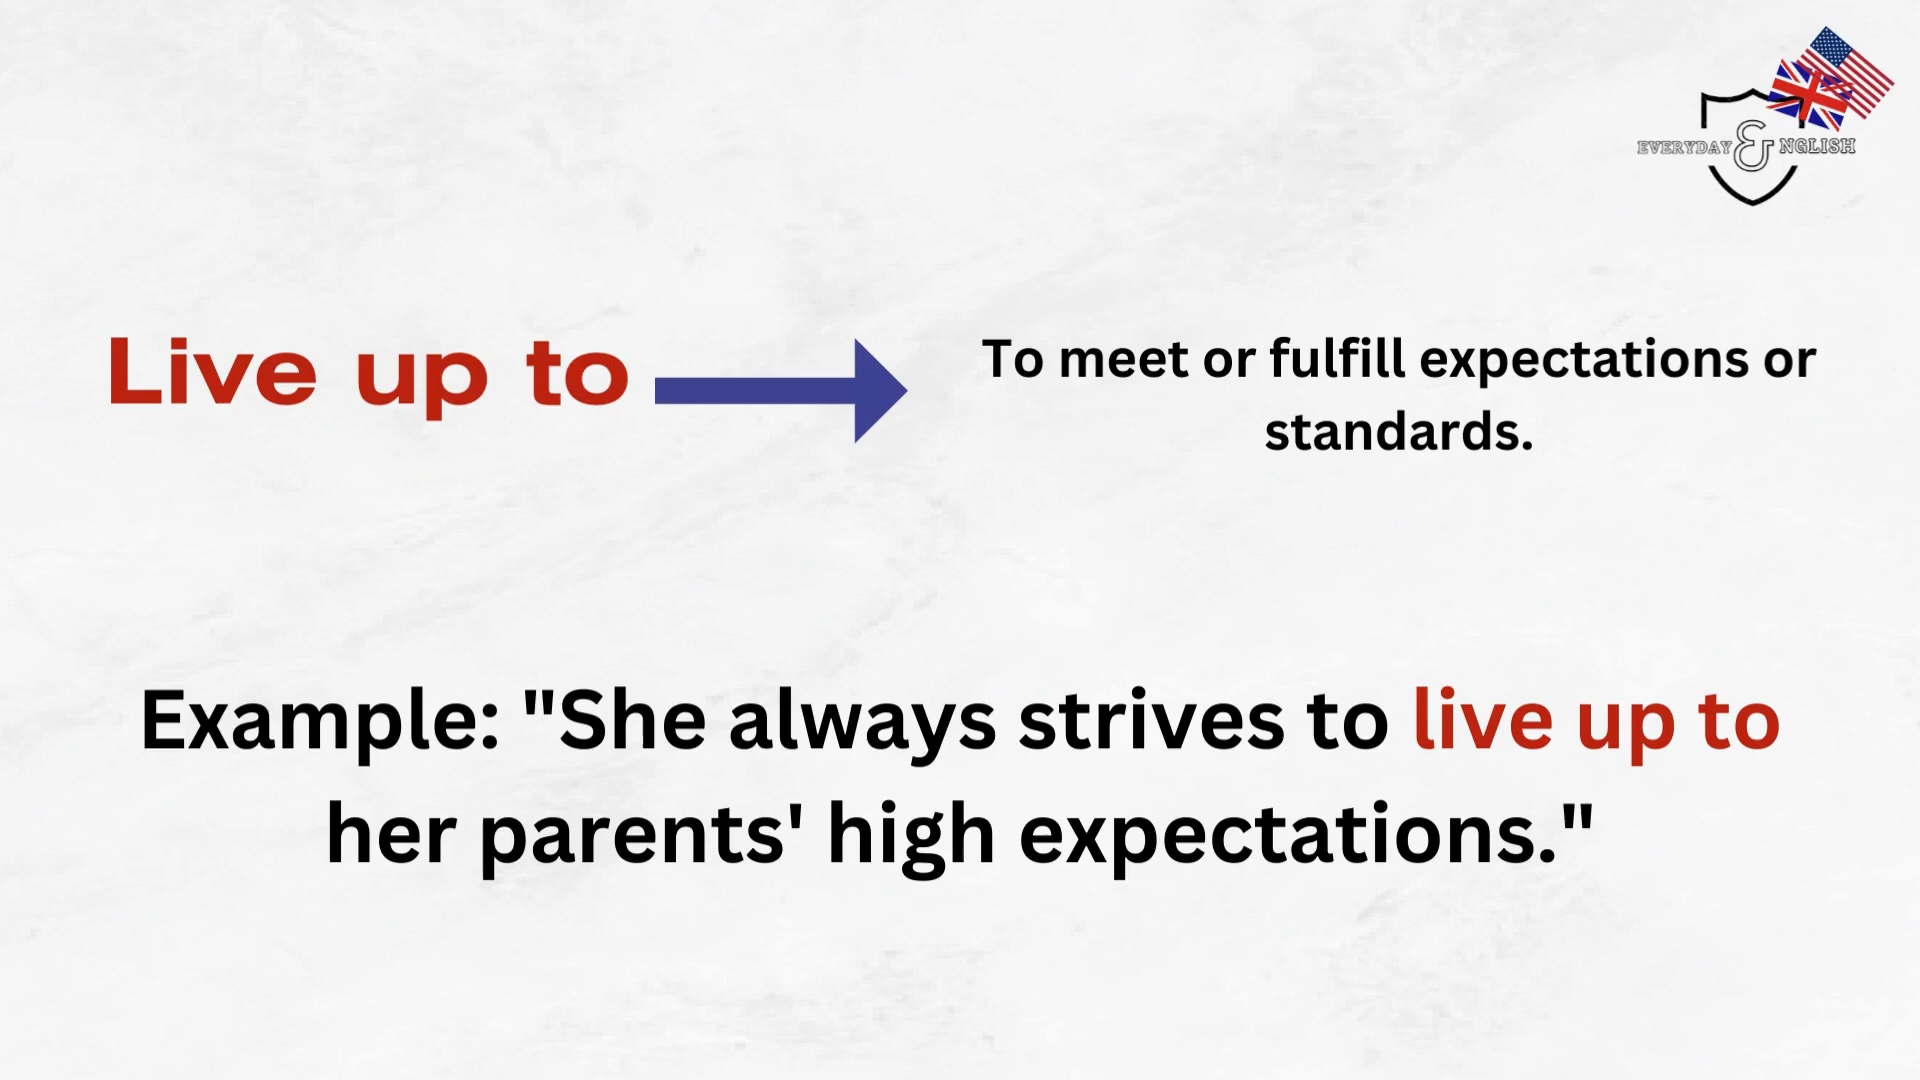 EVERYDAY & NGLISH
Live up to
To meet or fulfill expectations or
standards.
Example: "She always strives to live up to
her parents' high expectations."